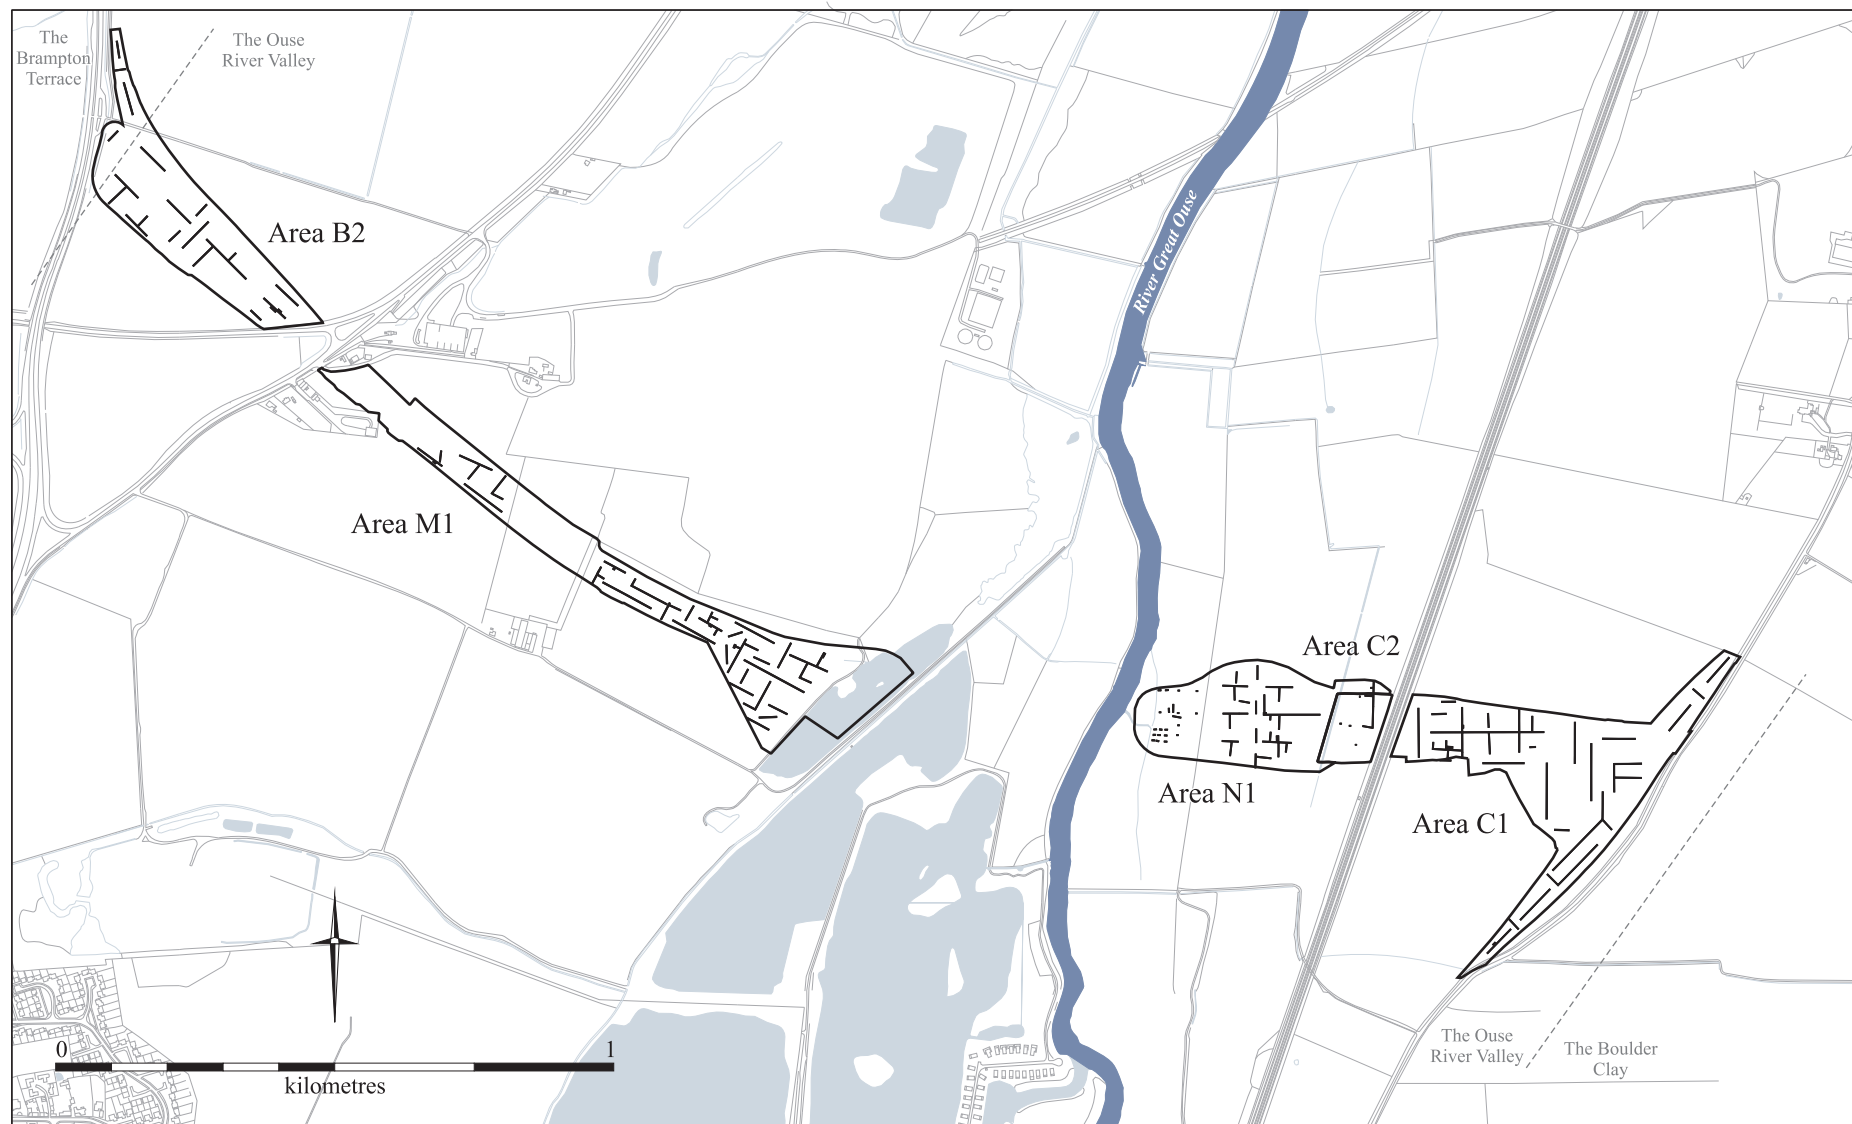 The
Brampton
Terrace
The Ouse
River Valley
Area B2
River Great Ouse
Area M1
Area C2
Area N1
Area C1
The Ouse
River Valley
The Boulder
Clay
0 1
kilometres